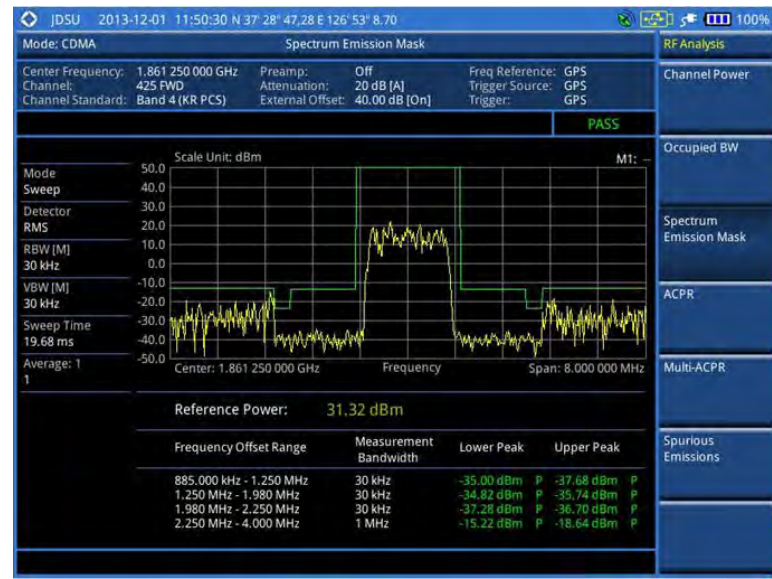 JDSU 2013-12-01 11:50:30 N 37° 28" 47,28 E 126° 53" 8.70 100%
Mode: CDMA Spectrum Emission Mask RF Analysis
Center Frequency: 1.861 250 000 GHz Preamp: Off Freq Reference: GPS
Channel: 425 FWD Attenuation: 20 dB [A] Trigger Source: GPS
Channel Standard: Band 4 (KR PCS) External Offset: 40.00 dB [On] Trigger: GPS
Channel Power
PASS
Occupied BW
Scale Unit: dBm M1: --
Mode
Sweep
Detector
RMS
RBW [M]
30 kHz
VBW [M]
30 kHz
Sweep Time
19.68 ms
Average: 1
1
50.0
40.0
30.0
20.0
10.0
0.0
-10.0
-20.0
-30.0
-40.0
-50.0
Center: 1.861 250 000 GHz Frequency Span: 8.000 000 MHz
Spectrum
Emission Mask
ACPR
Multi-ACPR
Spurious
Emissions
Reference Power: 31.32 dBm
Frequency Offset Range Measurement Bandwidth Lower Peak Upper Peak
885.000 kHz - 1.250 MHz 30 kHz -35.00 dBm P -37.68 dBm P
1.250 MHz - 1.980 MHz 30 kHz -34.82 dBm P -35.74 dBm P
1.980 MHz - 2.250 MHz 30 kHz -37.28 dBm P -36.70 dBm P
2.250 MHz - 4.000 MHz 1 MHz -15.22 dBm P -18.64 dBm P